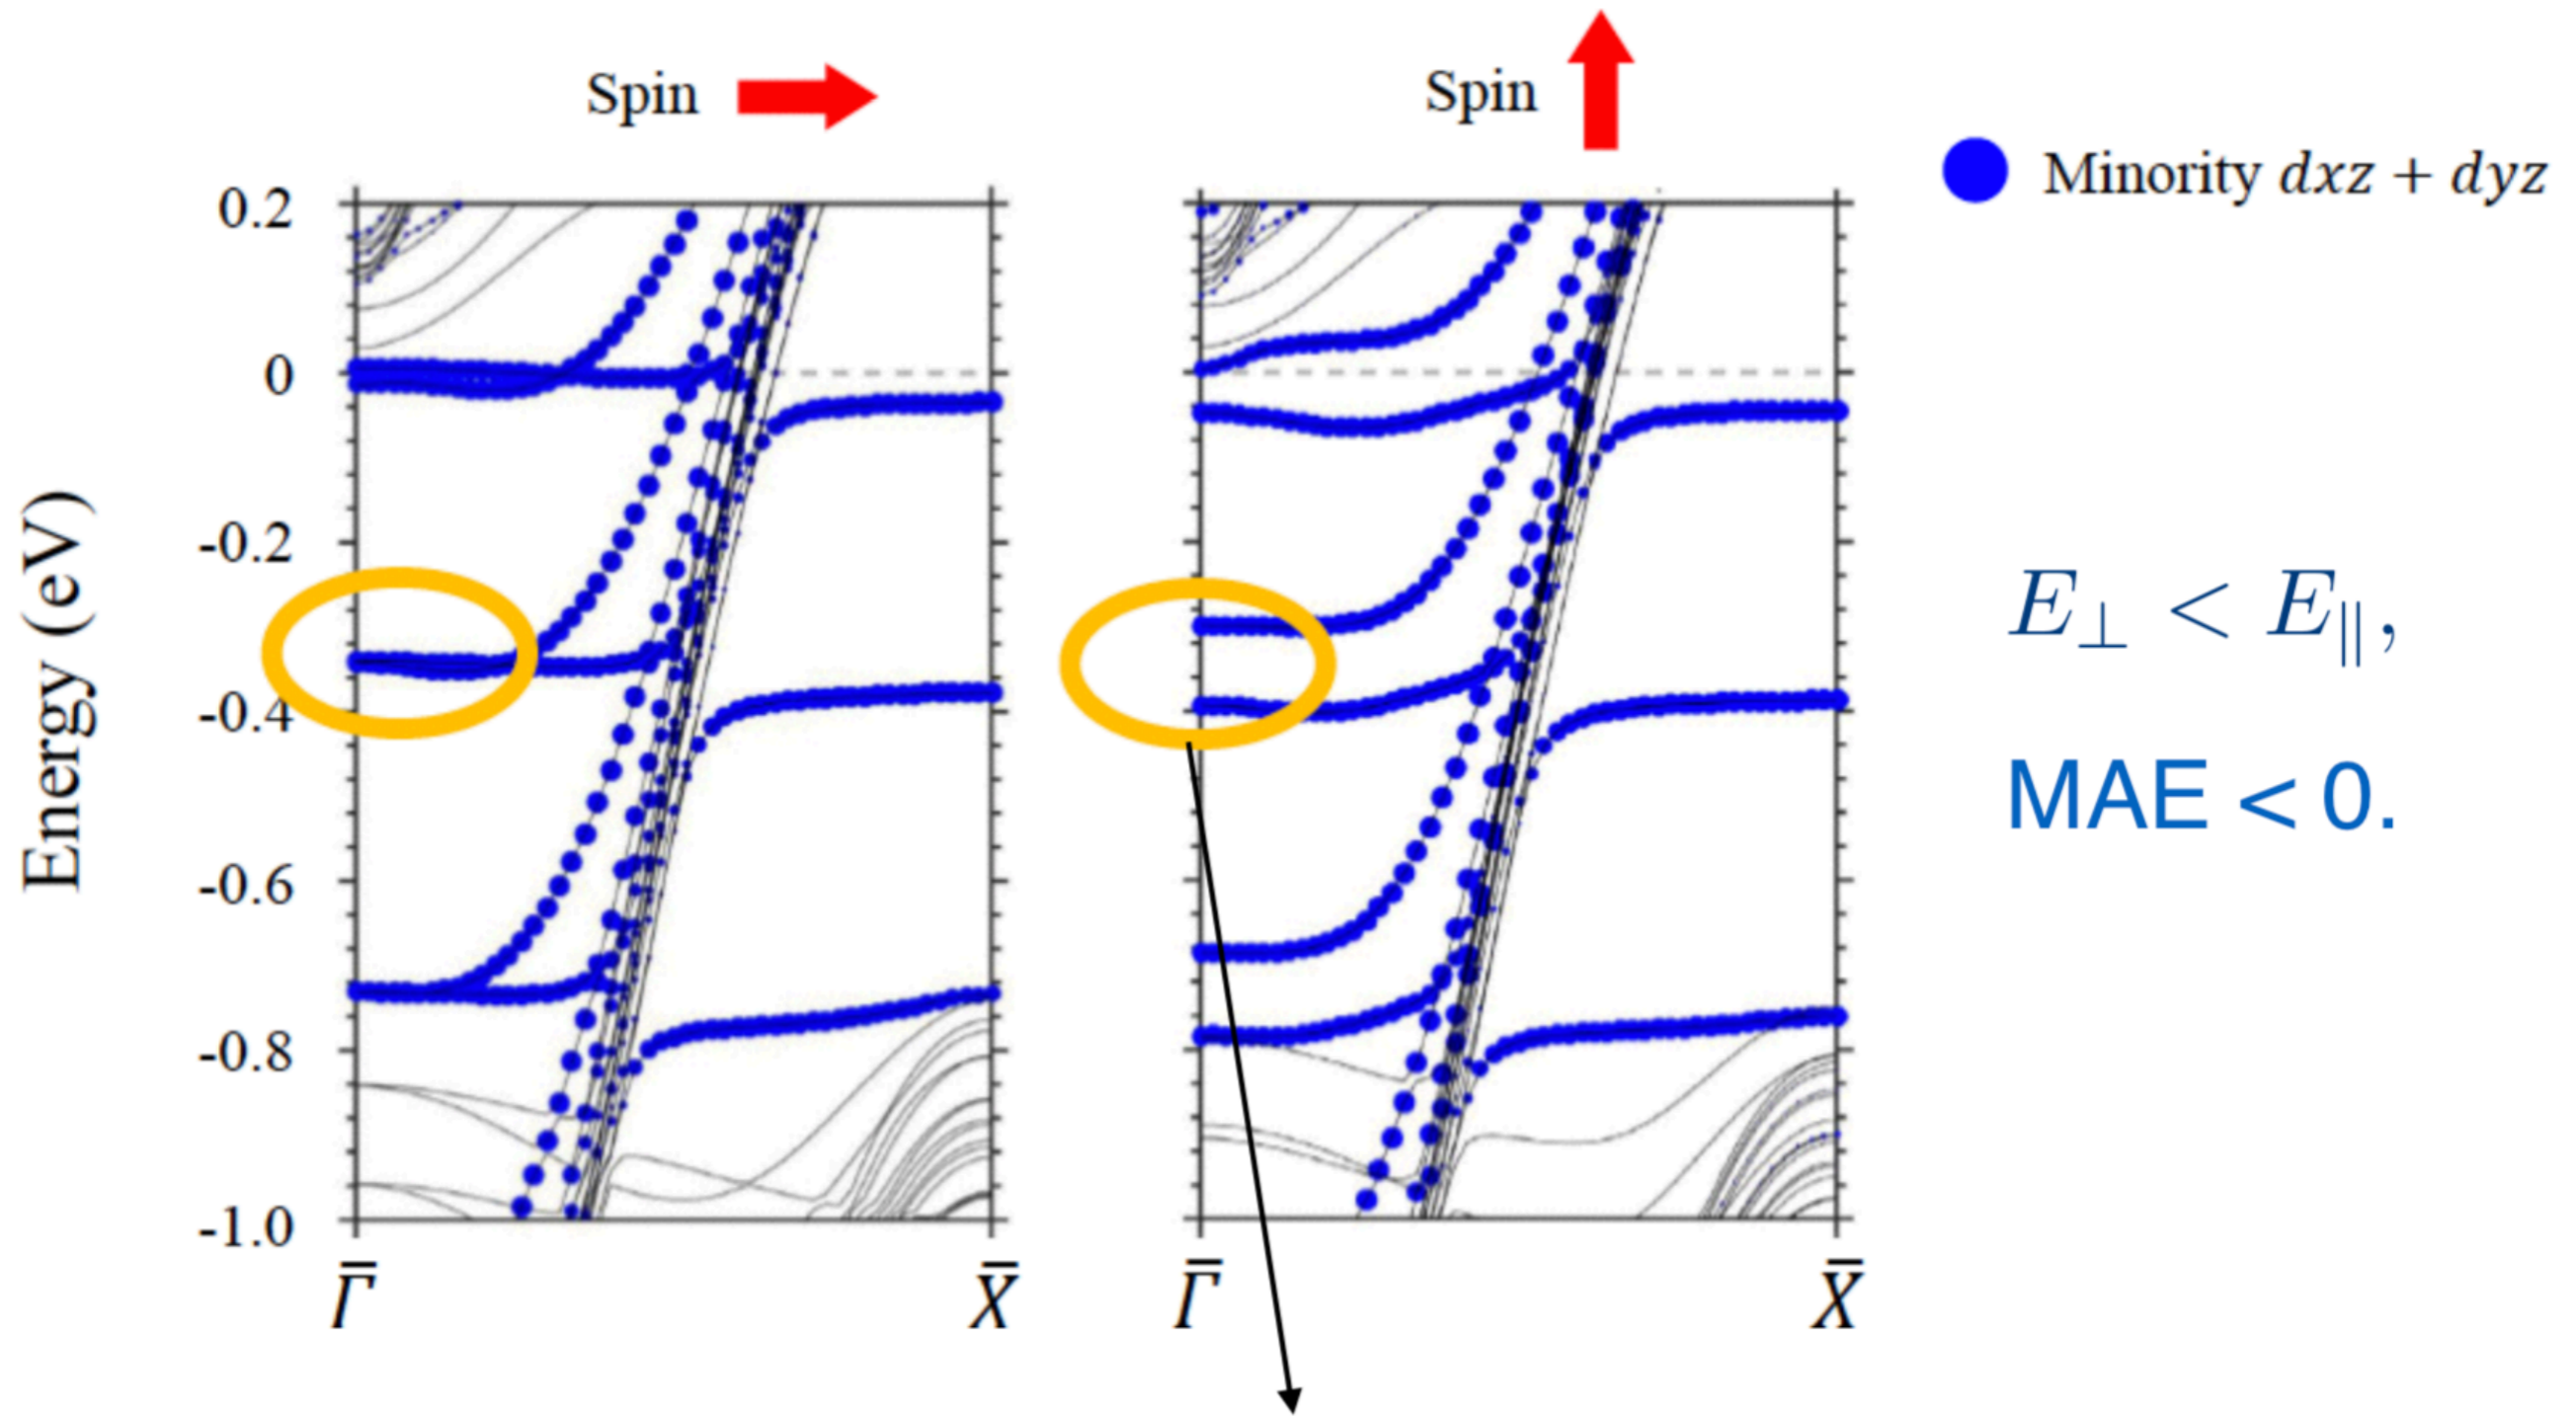 Spin
Spin
Minority dxz + dyz
Energy (eV)
0.2
0
-0.2
-0.4
-0.6
-0.8
-1.0
Γ̅
X̅
Γ̅
X̅
E⊥ < E∥,
MAE < 0.